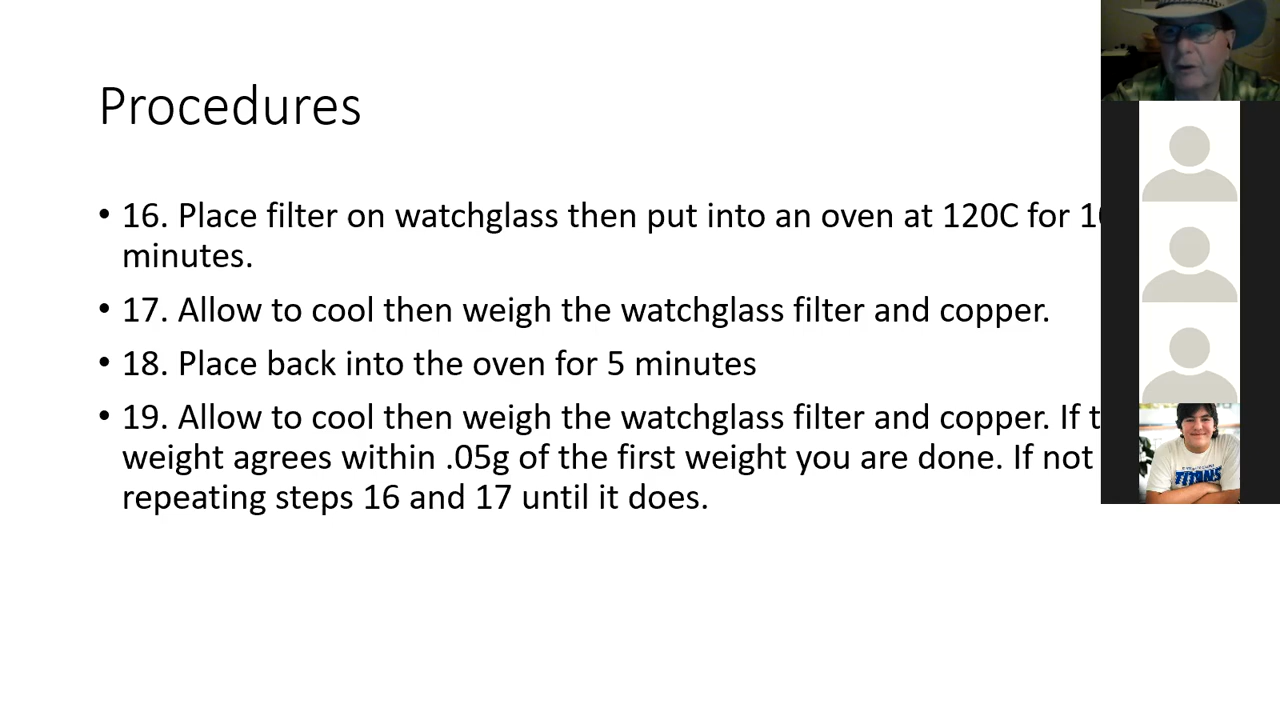 Procedures
• 16. Place filter on watchglass then put into an oven at 120C for
minutes.
• 17. Allow to cool then weigh the watchglass filter and copper.
• 18. Place back into the oven for 5 minutes
• 19. Allow to cool then weigh the watchglass filter and copper. If
weight agrees within .05g of the first weight you are done. If not
repeating steps 16 and 17 until it does.